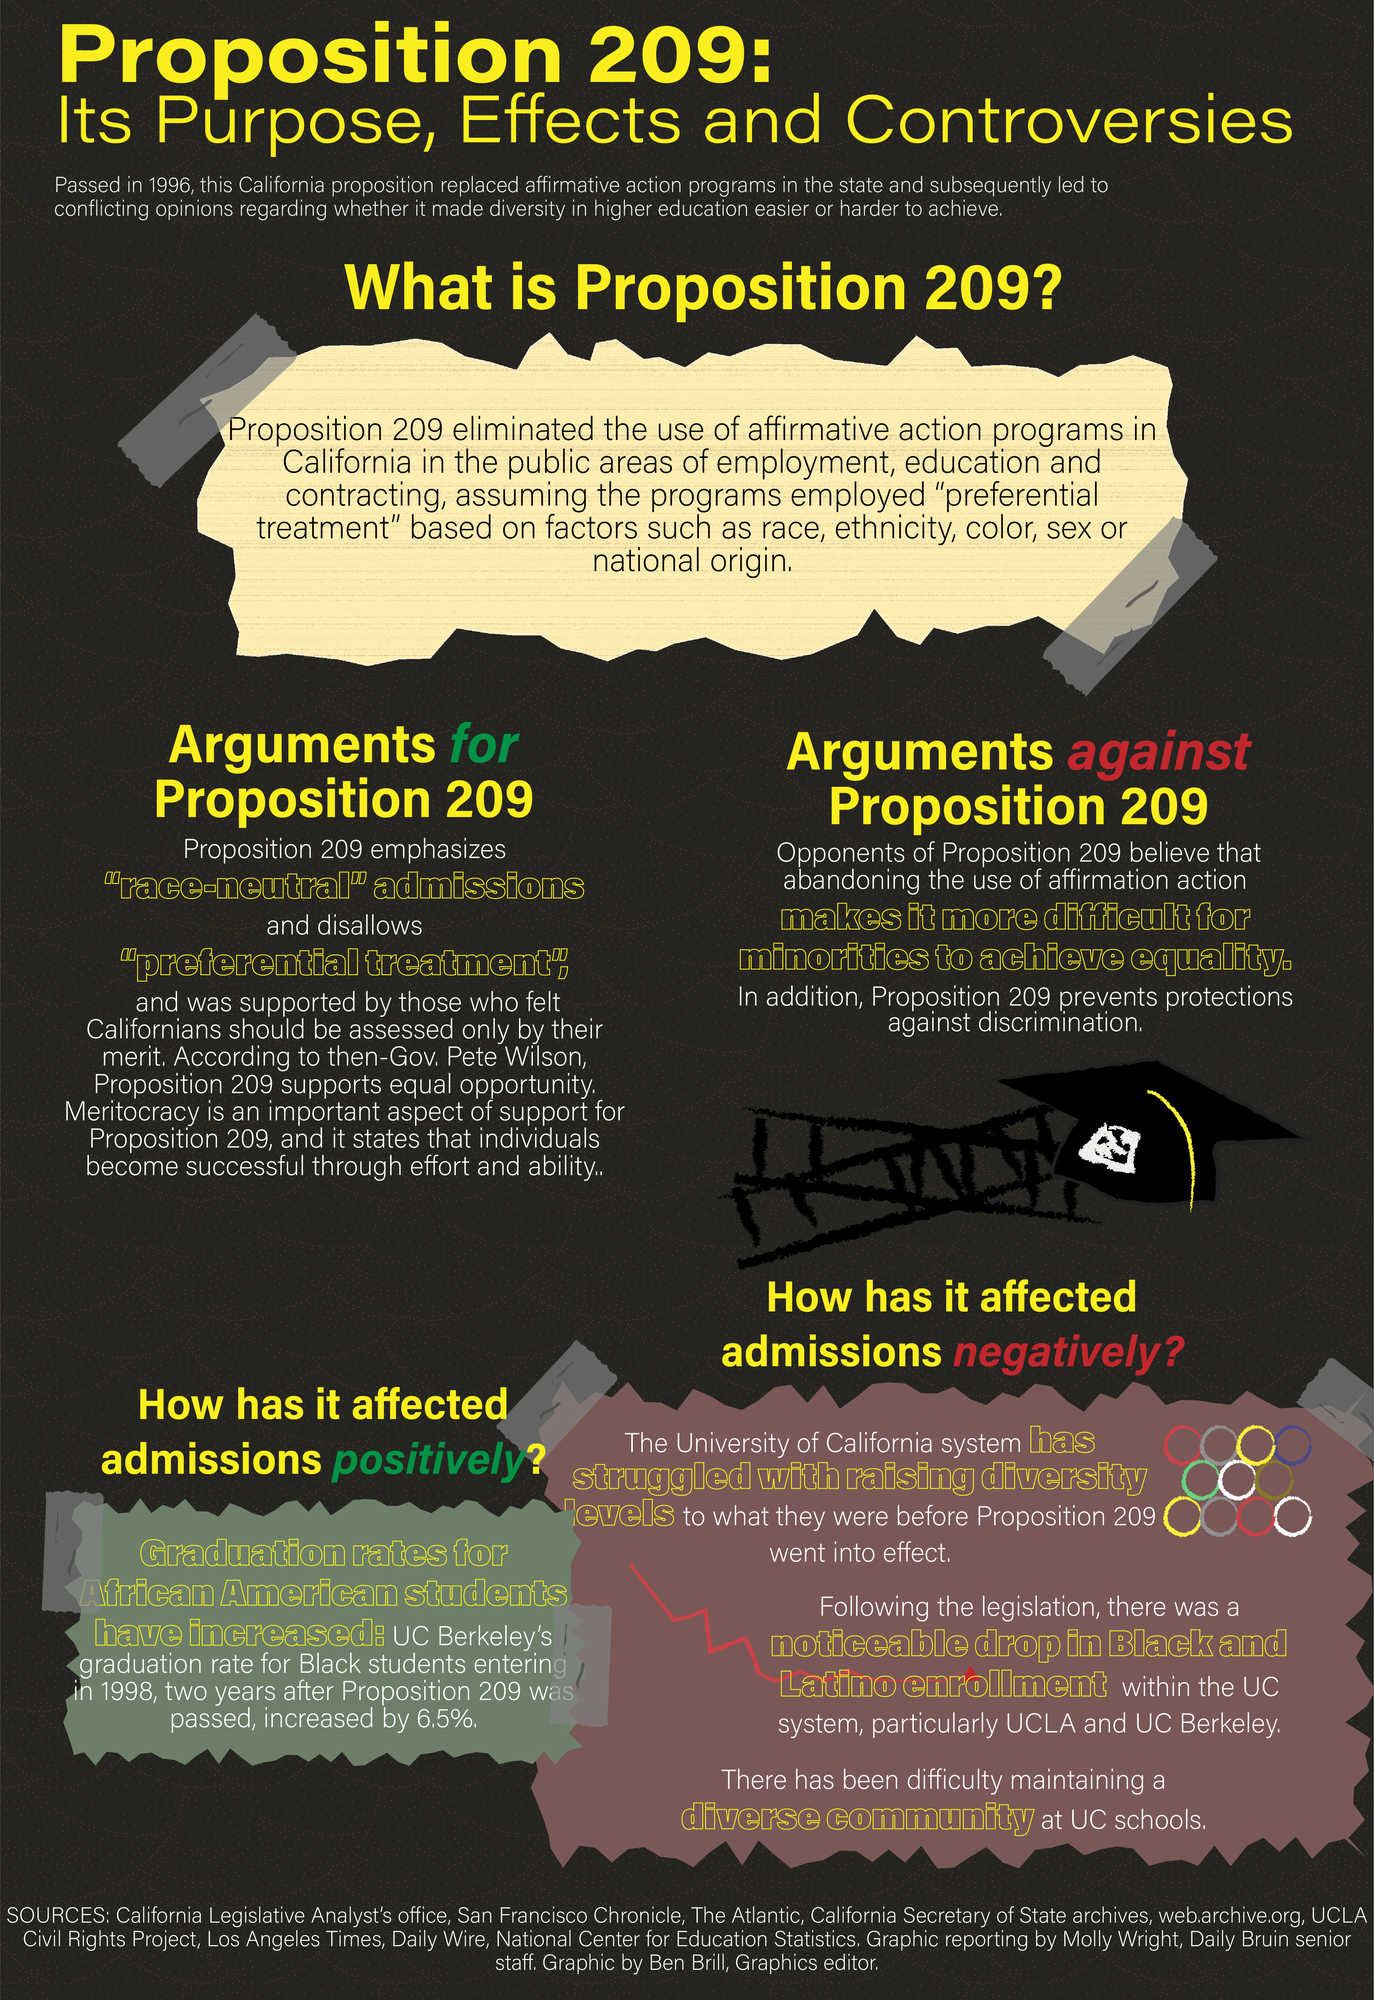 Proposition 209:
Its Purpose, Effects and Controversies
Passed in 1996, this California proposition replaced affirmative action programs in the state and subsequently led to
conflicting opinions regarding whether it made diversity in higher education easier or harder to achieve.
What is Proposition 209?
Proposition 209 eliminated the use of affirmative action programs in
California in the public areas of employment, education and
contracting, assuming the programs employed “preferential
treatment” based on factors such as race, ethnicity, color, sex or
national origin.
Arguments for
Proposition 209
Proposition 209 emphasizes
“race-neutral” admissions
and disallows
“preferential treatment”,
and was supported by those who felt
Californians should be assessed only by their
merit. According to then-Gov. Pete Wilson,
Proposition 209 supports equal opportunity.
Meritocracy is an important aspect of support for
Proposition 209, and it states that individuals
become successful through effort and ability..
Arguments against
Proposition 209
Opponents of Proposition 209 believe that
abandoning the use of affirmation action
makes it more difficult for
minorities to achieve equality.
In addition, Proposition 209 prevents protections
against discrimination.
How has it affected
admissions positively?
Graduation rates for
African American students
have increased: UC Berkeley’s
graduation rate for Black students entering
in 1998, two years after Proposition 209 was
passed, increased by 6.5%.
How has it affected
admissions negatively?
The University of California system has
struggled with raising diversity
levels to what they were before Proposition 209
went into effect.
Following the legislation, there was a
noticeable drop in Black and
Latino enrollment within the UC
system, particularly UCLA and UC Berkeley.
There has been difficulty maintaining a
diverse community at UC schools.
SOURCES: California Legislative Analyst’s office, San Francisco Chronicle, The Atlantic, California Secretary of State archives, web.archive.org, UCLA
Civil Rights Project, Los Angeles Times, Daily Wire, National Center for Education Statistics. Graphic reporting by Molly Wright, Daily Bruin senior
staff. Graphic by Ben Brill, Graphics editor.